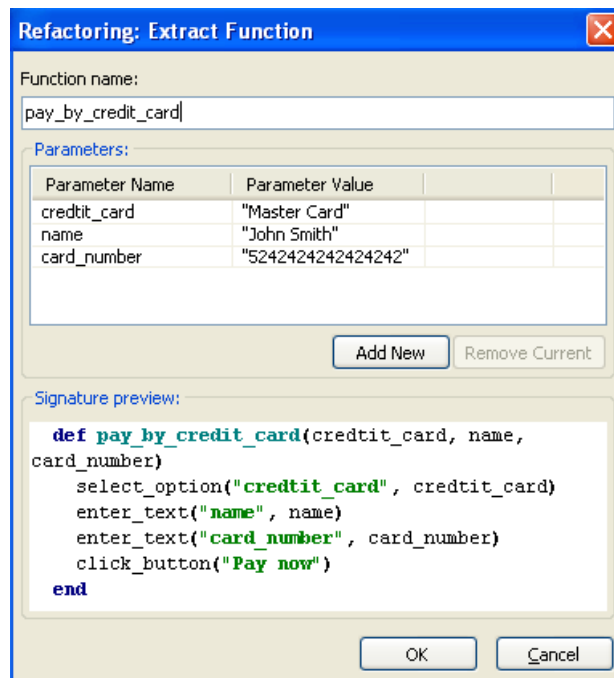 Refactoring: Extract Function
Function name:
pay_by_credit_card
Parameters:
Parameter Name Parameter Value
credtit_card "Master Card"
name "John Smith"
card_number "5242424242424242"
Add New Remove Current
Signature preview:
def pay_by_credit_card(credtit_card, name,
card_number)
select_option("credtit_card", credtit_card)
enter_text("name", name)
enter_text("card_number", card_number)
click_button("Pay now")
end
OK Cancel